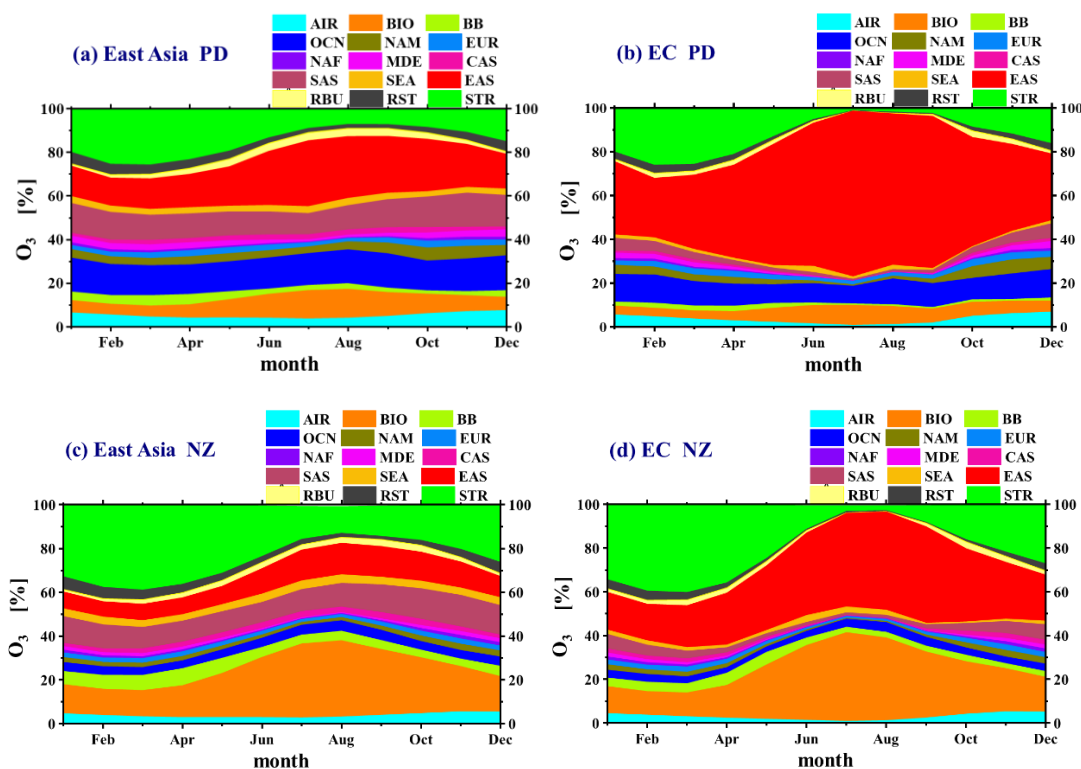 (a) East Asia PD
AIR BIO BB
OCN NAM EUR
NAF MDE CAS
SAS SEA EAS
RBU RST STR
100 100
80 80
60 60
40 40
20 20
0 0
O3 [%]
Feb Apr Jun Aug Oct Dec
month
(b) EC PD
AIR BIO BB
OCN NAM EUR
NAF MDE CAS
SAS SEA EAS
RBU RST STR
100 100
80 80
60 60
40 40
20 20
0 0
O3 [%]
Feb Apr Jun Aug Oct Dec
month
(c) East Asia NZ
AIR BIO BB
OCN NAM EUR
NAF MDE CAS
SAS SEA EAS
RBU RST STR
100 100
80 80
60 60
40 40
20 20
0 0
O3 [%]
Feb Apr Jun Aug Oct Dec
month
(d) EC NZ
AIR BIO BB
OCN NAM EUR
NAF MDE CAS
SAS SEA EAS
RBU RST STR
100 100
80 80
60 60
40 40
20 20
0 0
O3 [%]
Feb Apr Jun Aug Oct Dec
month